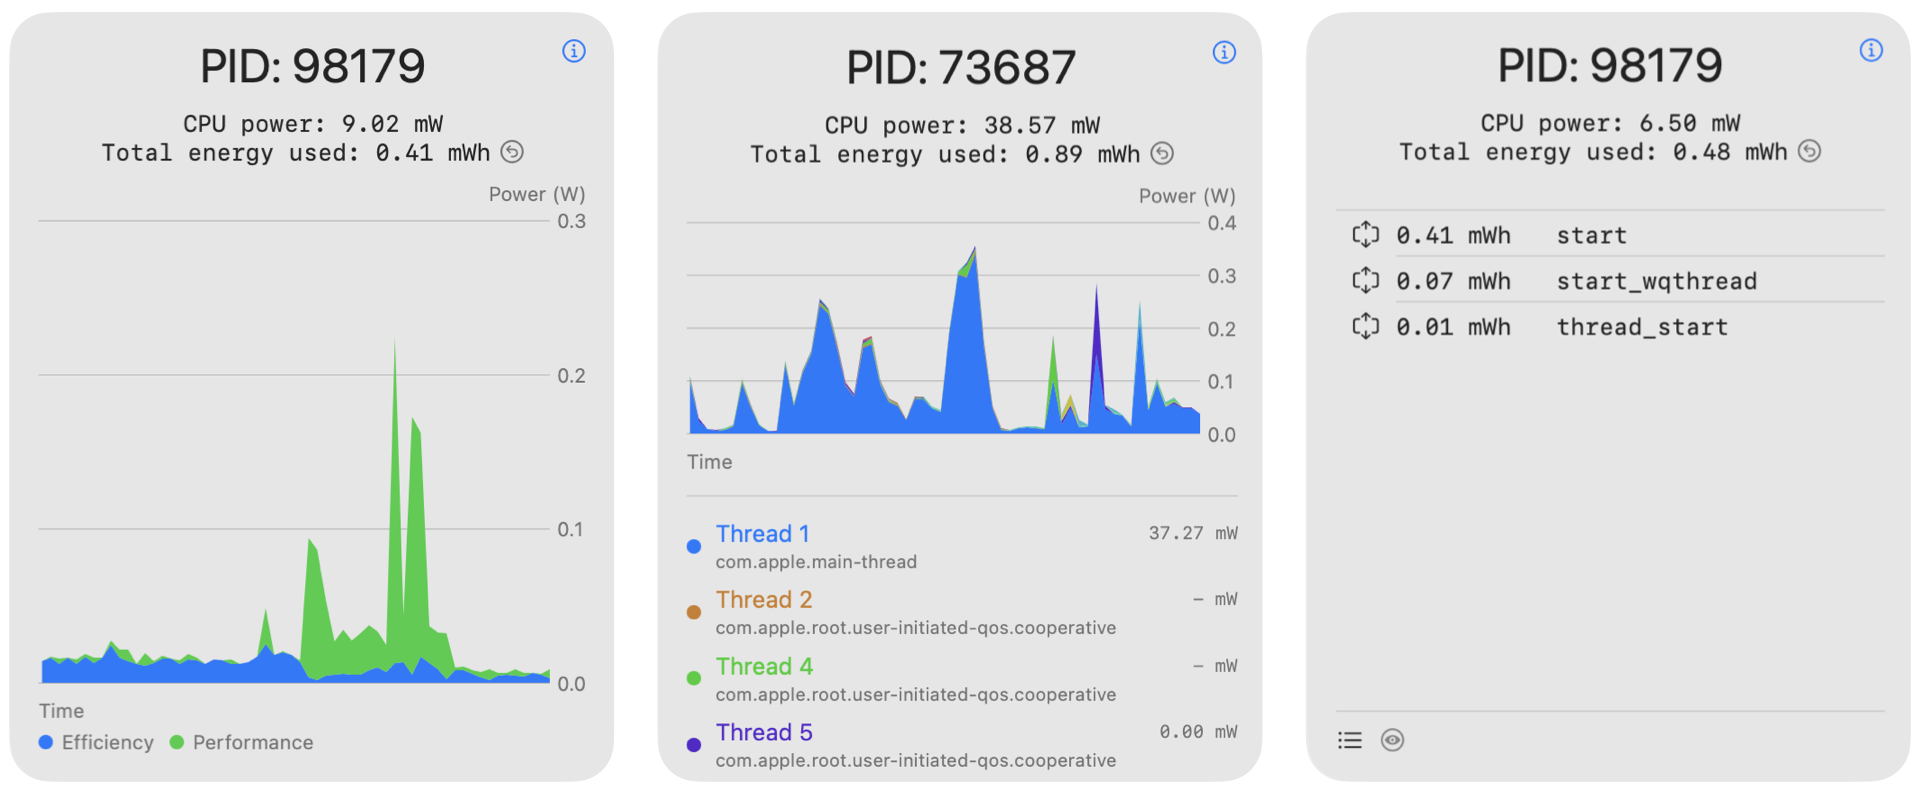 PID: 98179
CPU power: 9.02 mW
Total energy used: 0.41 mWh
Power (W)
0.3
0.2
0.1
0.0
Time
Efficiency
Performance
PID: 73687
CPU power: 38.57 mW
Total energy used: 0.89 mWh
Power (W)
0.4
0.3
0.2
0.1
0.0
Time
Thread 1
37.27 mW
com.apple.main-thread
Thread 2
– mW
com.apple.root.user-initiated-qos.cooperative
Thread 4
– mW
com.apple.root.user-initiated-qos.cooperative
Thread 5
0.00 mW
com.apple.root.user-initiated-qos.cooperative
PID: 98179
CPU power: 6.50 mW
Total energy used: 0.48 mWh
0.41 mWh start
0.07 mWh start_wqthread
0.01 mWh thread_start